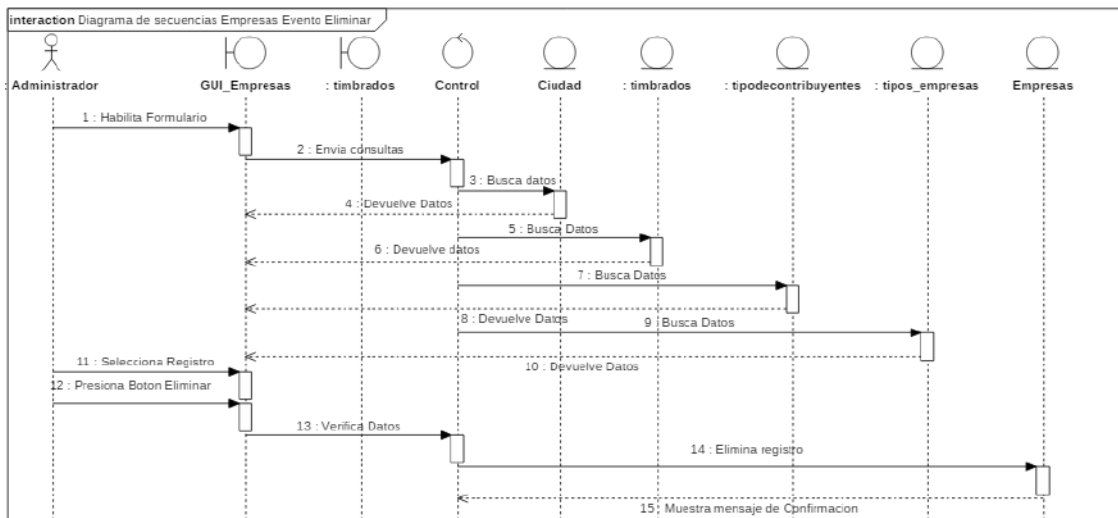 interaction Diagrama de secuencias Empresas Evento Eliminar
: Administrador
GUI_Empresas
: timbrados
Control
Ciudad
: timbrados
: tipodecontribuyentes
: tipos_empresas
Empresas
1 : Habilita Formulario
2 : Envia consultas
3 : Busca datos
4 : Devuelve Datos
5 : Busca Datos
6 : Devuelve datos
7 : Busca Datos
8 : Devuelve Datos
9 : Busca Datos
10 : Devuelve Datos
11 : Selecciona Registro
12 : Presiona Boton Eliminar
13 : Verifica Datos
14 : Elimina registro
15 : Muestra mensaje de Confirmacion